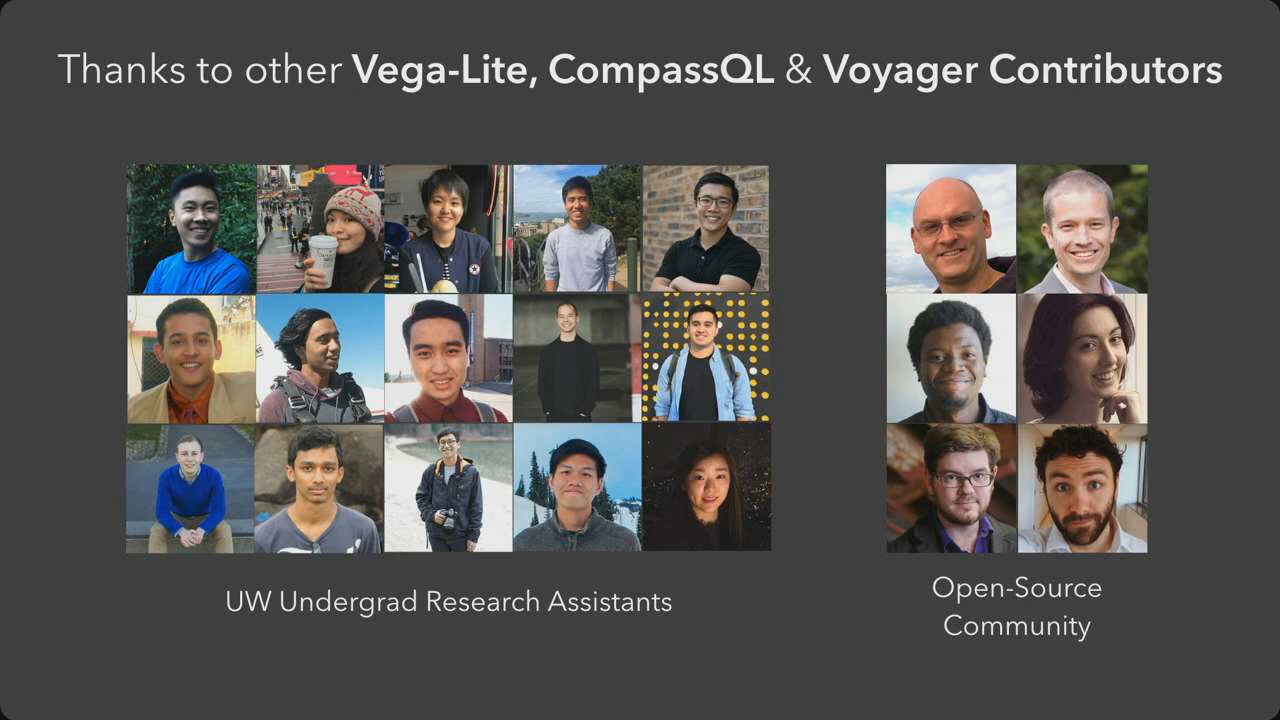 Thanks to other Vega-Lite, CompassQL & Voyager Contributors
UW Undergrad Research Assistants
Open-Source
Community